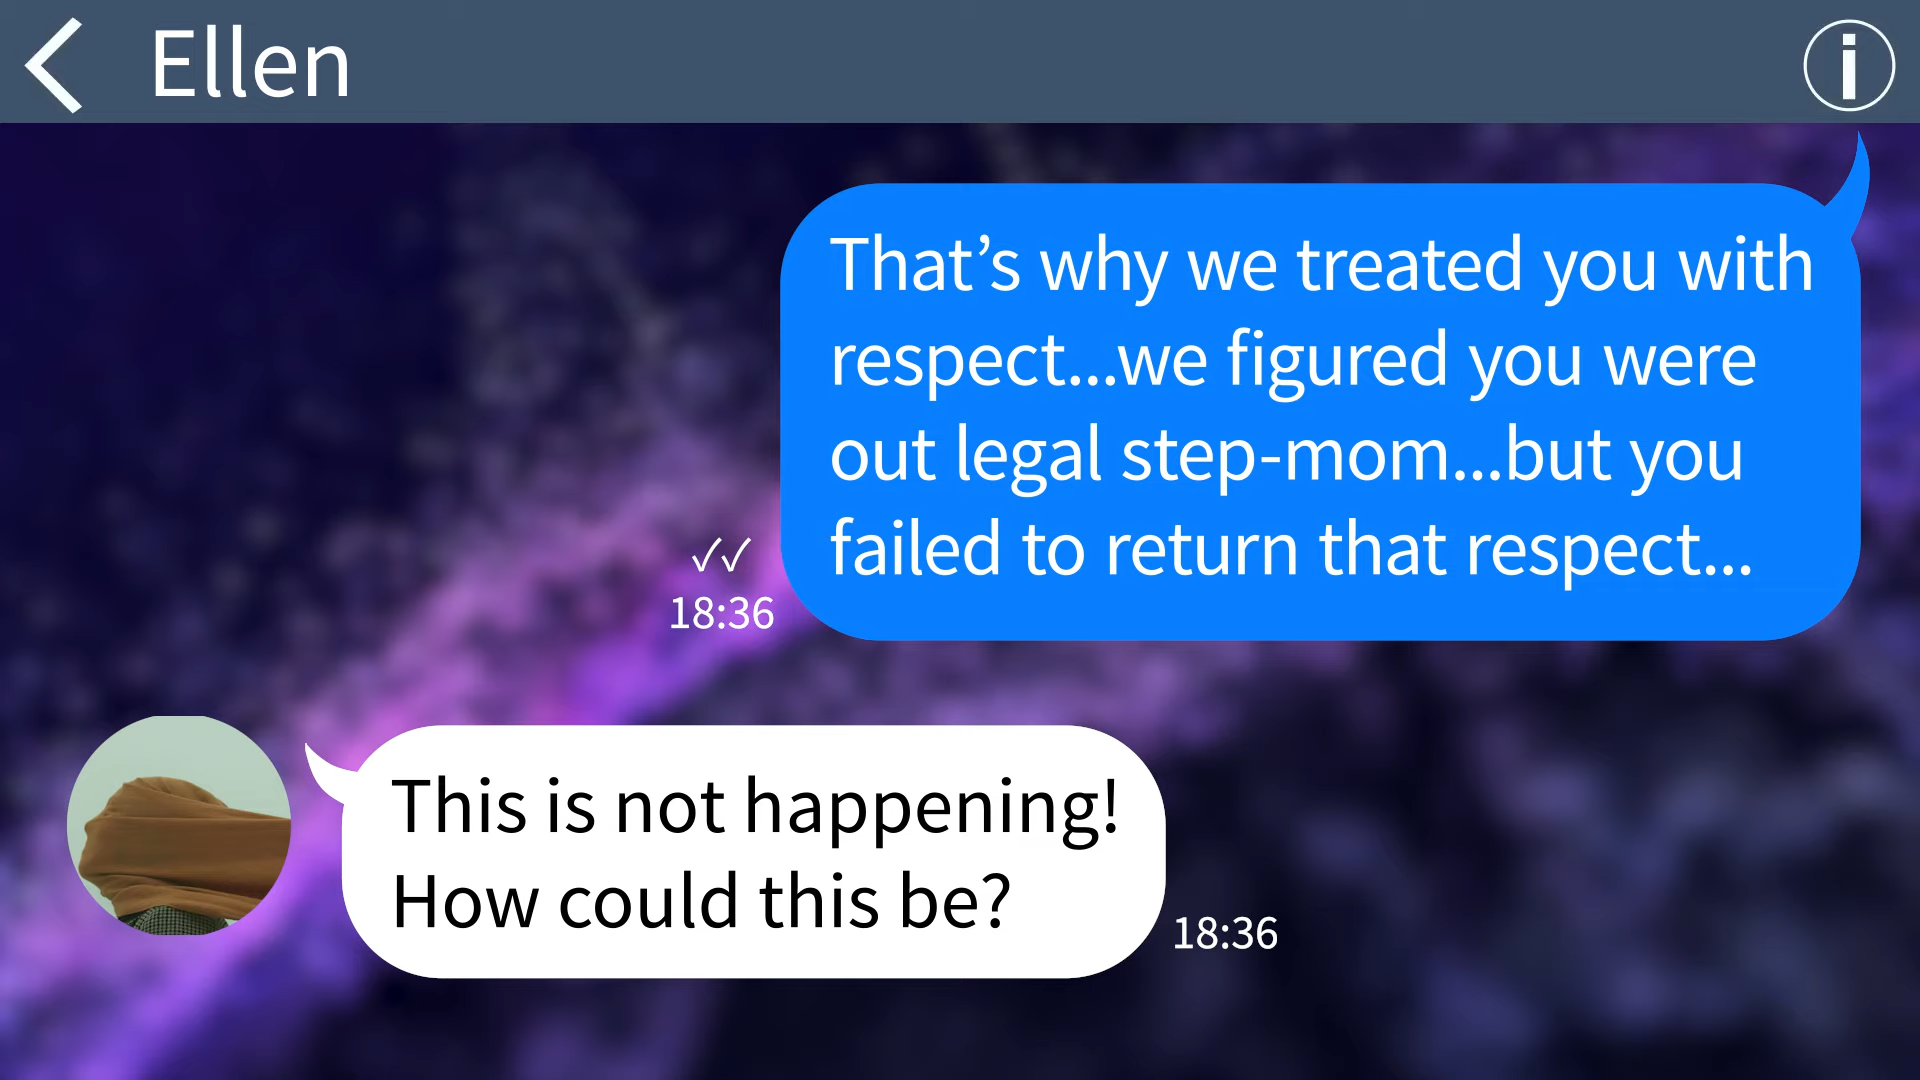 Ellen
That’s why we treated you with
respect...we figured you were
out legal step-mom...but you
failed to return that respect...
✓✓
18:36
This is not happening!
How could this be?
18:36